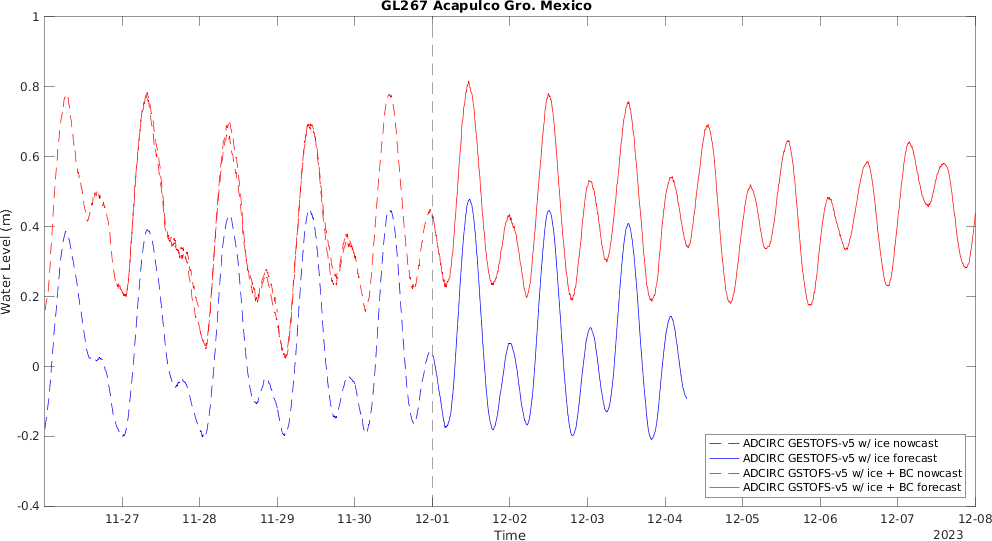 GL267 Acapulco Gro. Mexico
1
0.8
0.6
0.4
0.2
0
-0.2
-0.4
Water Level (m)
ADCIRC GESTOFS-v5 w/ ice nowcast
ADCIRC GESTOFS-v5 w/ ice forecast
ADCIRC GSTOFS-v5 w/ ice + BC nowcast
ADCIRC GSTOFS-v5 w/ ice + BC forecast
11-27 11-28 11-29 11-30 12-01 12-02 12-03 12-04 12-05 12-06 12-07 12-08
Time
2023